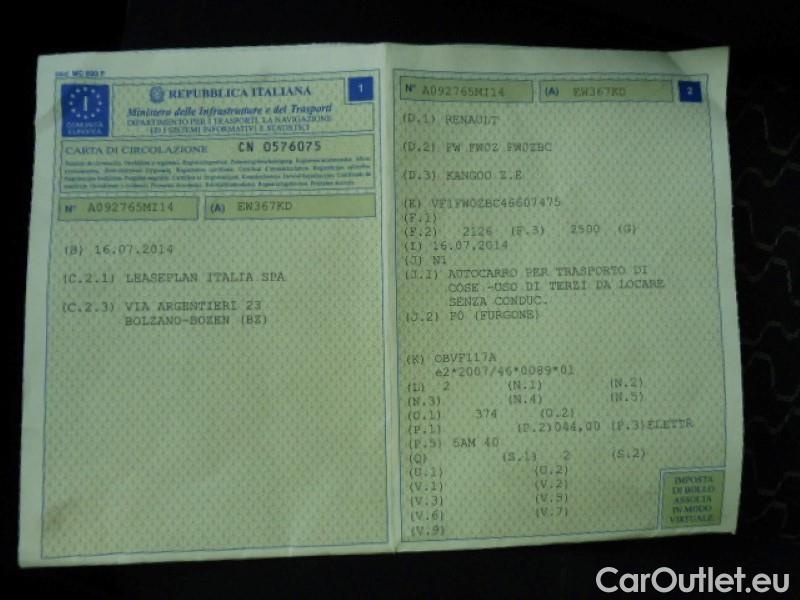 Mod. MC 820 F
REPUBBLICA ITALIANA
1
Ministero delle Infrastrutture e dei Trasporti
DIPARTIMENTO PER I TRASPORTI, LA NAVIGAZIONE
ED I SISTEMI INFORMATIVI E STATISTICI
I
COMUNITÀ
EUROPEA
CARTA DI CIRCOLAZIONE CN 0576075
N° A092765MI14 (A) EW367KD
(B) 16.07.2014
(C.2.1) LEASEPLAN ITALIA SPA
(C.2.3) VIA ARGENTIERI 23
BOLZANO-BOZEN (BZ)
N° A092765MI14 (A) EW367KD 2
(D.1) RENAULT
(D.2) FW FW0Z FW0ZBC
(D.3) KANGOO Z.E
(E) VF1FW0ZBC46607475
(F.1)
(F.2) 2126 (F.3) 2500 (G)
(I) 16.07.2014
(J) N1
(J.1) AUTOCARRO PER TRASPORTO DI
COSE -USO DI TERZI DA LOCARE
SENZA CONDUC.
(J.2) F0 (FURGONE)
(K) OBVF117A
e2*2007/46*0089*01
(L) 2 (N.1) (N.2)
(N.3) (N.4) (N.5)
(O.1) 374 (O.2)
(P.1) (P.2)044,00 (P.3)ELETTR
(P.5) 5AM 40
(Q) (S.1) 2 (S.2)
(U.1) (U.2)
(V.1) (V.2)
(V.3) (V.5)
(V.6) (V.7)
(V.9)
IMPOSTA
DI BOLLO
ASSOLTA
IN MODO
VIRTUALE
CarOutlet.eu